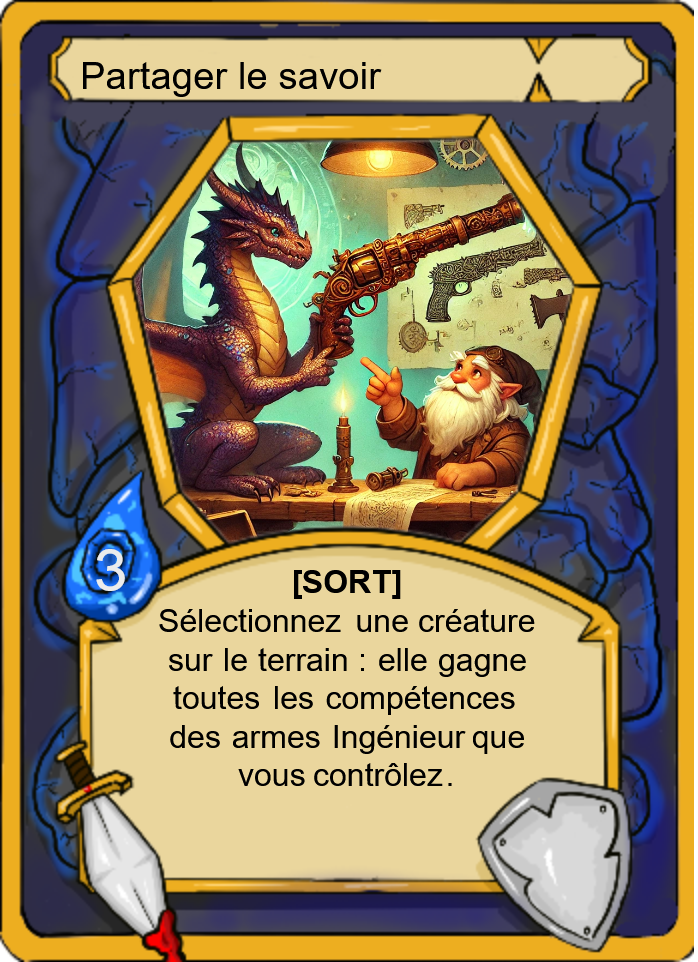 Partager le savoir
3
[SORT]
Sélectionnez une créature
sur le terrain : elle gagne
toutes les compétences
des armes Ingénieur que
vous contrôlez.